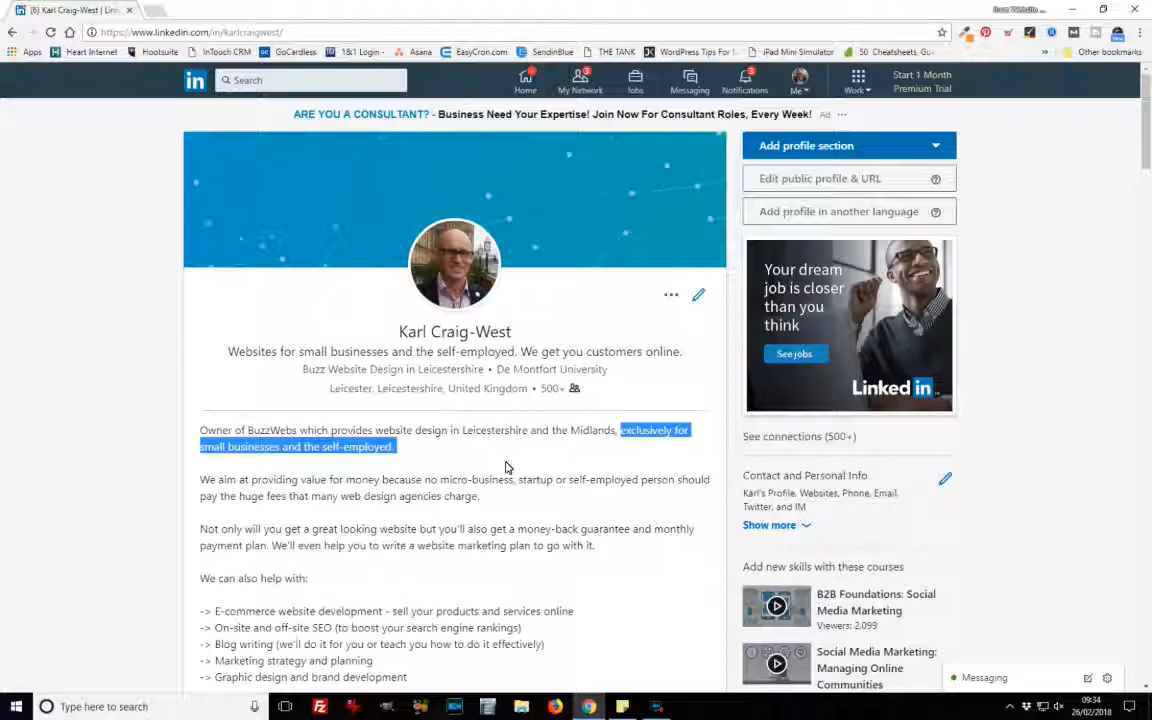 (6) Karl Craig-West | Lin
Buzz Website ...
https://www.linkedin.com/in/karlcraigwest/
Apps
Heart Internet
Hootsuite
InTouch CRM
GoCardless
1&1 Login -
Asana
EasyCron.com
SendinBlue
THE TANK
WordPress Tips For
iPad Mini Simulator
50 Cheatsheets,
»
Other bookmarks
in
Search
Home
My Network
3
Jobs
Messaging
Notifications
3
Me
Work
Start 1 Month
Premium Trial
ARE YOU A CONSULTANT? - Business Need Your Expertise! Join Now For Consultant Roles, Every Week! Ad ...
Karl Craig-West
Websites for small businesses and the self-employed. We get you customers online.
Buzz Website Design in Leicestershire • De Montfort University
Leicester, Leicestershire, United Kingdom • 500+
Owner of BuzzWebs which provides website design in Leicestershire and the Midlands, exclusively for
small businesses and the self-employed.
We aim at providing value for money because no micro-business, startup or self-employed person should
pay the huge fees that many web design agencies charge.
Not only will you get a great looking website but you'll also get a money-back guarantee and monthly
payment plan. We'll even help you to write a website marketing plan to go with it.
We can also help with:
-> E-commerce website development - sell your products and services online
-> On-site and off-site SEO (to boost your search engine rankings)
-> Blog writing (we'll do it for you or teach you how to do it effectively)
-> Marketing strategy and planning
-> Graphic design and brand development
Add profile section
Edit public profile & URL
Add profile in another language
Your dream
job is closer
than you
think
See jobs
Linked in
See connections (500+)
Contact and Personal Info
Karl's Profile, Websites, Phone, Email,
Twitter, and IM
Show more
Add new skills with these courses
B2B Foundations: Social
Media Marketing
Viewers: 2,099
Social Media Marketing:
Managing Online
Communities
Messaging
Type here to search
09:34
26/02/2018